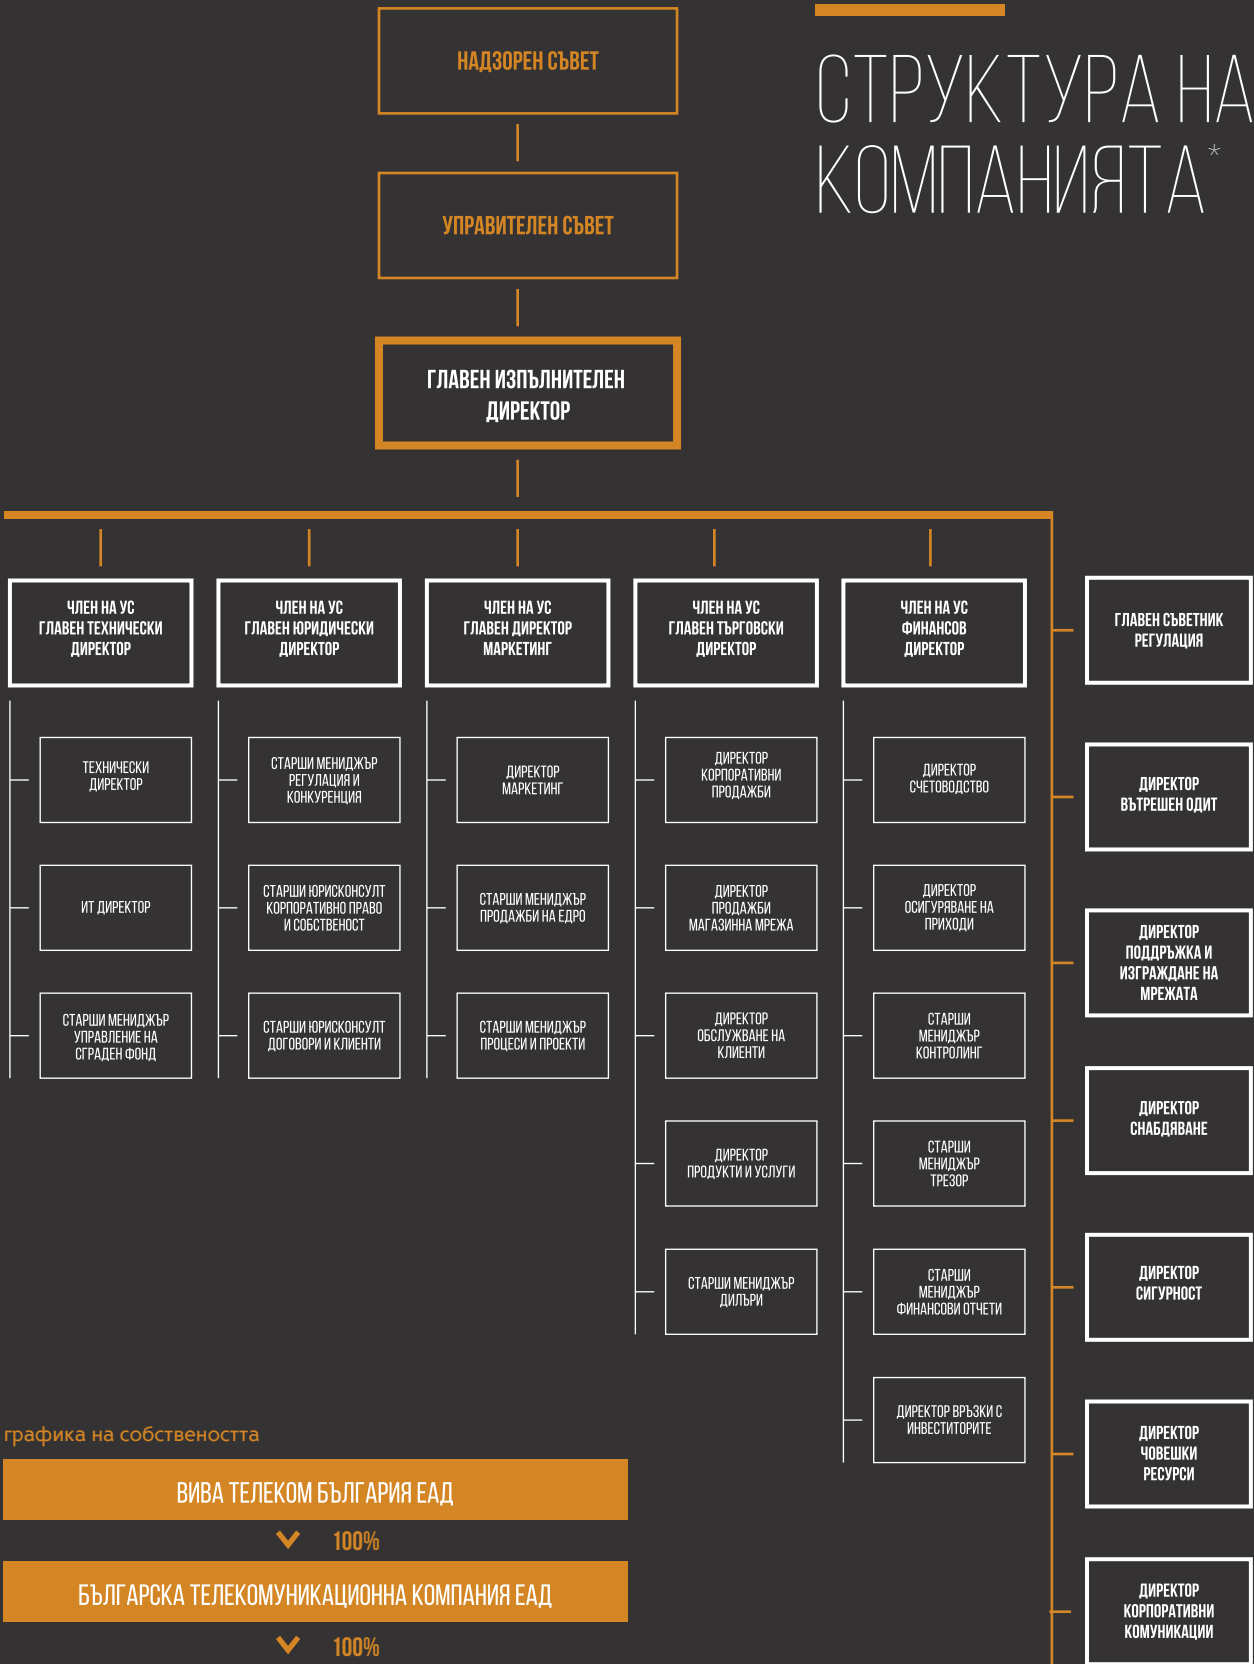 СТРУКТУРА НА
КОМПАНИЯТА*
НАДЗОРЕН СЪВЕТ
УПРАВИТЕЛЕН СЪВЕТ
ГЛАВЕН ИЗПЪЛНИТЕЛЕН
ДИРЕКТОР
ЧЛЕН НА УС
ГЛАВЕН ТЕХНИЧЕСКИ
ДИРЕКТОР
ТЕХНИЧЕСКИ
ДИРЕКТОР
ИТ ДИРЕКТОР
СТАРШИ МЕНИДЖЪР
УПРАВЛЕНИЕ НА
СГРАДЕН ФОНД
ЧЛЕН НА УС
ГЛАВЕН ЮРИДИЧЕСКИ
ДИРЕКТОР
СТАРШИ МЕНИДЖЪР
РЕГУЛАЦИЯ И
КОНКУРЕНЦИЯ
СТАРШИ ЮРИСКОНСУЛТ
КОРПОРАТИВНО ПРАВО
И СОБСТВЕНОСТ
СТАРШИ ЮРИСКОНСУЛТ
ДОГОВОРИ И КЛИЕНТИ
ЧЛЕН НА УС
ГЛАВЕН ДИРЕКТОР
МАРКЕТИНГ
ДИРЕКТОР
МАРКЕТИНГ
СТАРШИ МЕНИДЖЪР
ПРОДАЖБИ НА ЕДРО
СТАРШИ МЕНИДЖЪР
ПРОЦЕСИ И ПРОЕКТИ
ЧЛЕН НА УС
ГЛАВЕН ТЪРГОВСКИ
ДИРЕКТОР
ДИРЕКТОР
КОРПОРАТИВНИ
ПРОДАЖБИ
ДИРЕКТОР
ПРОДАЖБИ
МАГАЗИННА МРЕЖА
ДИРЕКТОР
ОБСЛУЖВАНЕ НА
КЛИЕНТИ
ДИРЕКТОР
ПРОДУКТИ И УСЛУГИ
СТАРШИ МЕНИДЖЪР
ДИЛЪРИ
ЧЛЕН НА УС
ФИНАНСОВ
ДИРЕКТОР
ДИРЕКТОР
СЧЕТОВОДСТВО
ДИРЕКТОР
ОСИГУРЯВАНЕ НА
ПРИХОДИ
СТАРШИ
МЕНИДЖЪР
КОНТРОЛИНГ
СТАРШИ
МЕНИДЖЪР
ТРЕЗОР
СТАРШИ
МЕНИДЖЪР
ФИНАНСОВИ ОТЧЕТИ
ДИРЕКТОР ВРЪЗКИ С
ИНВЕСТИТОРИТЕ
ГЛАВЕН СЪВЕТНИК
РЕГУЛАЦИЯ
ДИРЕКТОР
ВЪТРЕШЕН ОДИТ
ДИРЕКТОР
ПОДДРЪЖКА И
ИЗГРАЖДАНЕ НА
МРЕЖАТА
ДИРЕКТОР
СНАБДЯВАНЕ
ДИРЕКТОР
СИГУРНОСТ
ДИРЕКТОР
ЧОВЕШКИ
РЕСУРСИ
ДИРЕКТОР
КОРПОРАТИВНИ
КОМУНИКАЦИИ
графика на собствеността
ВИВА ТЕЛЕКОМ БЪЛГАРИЯ ЕАД
100%
БЪЛГАРСКА ТЕЛЕКОМУНИКАЦИОННА КОМПАНИЯ ЕАД
100%